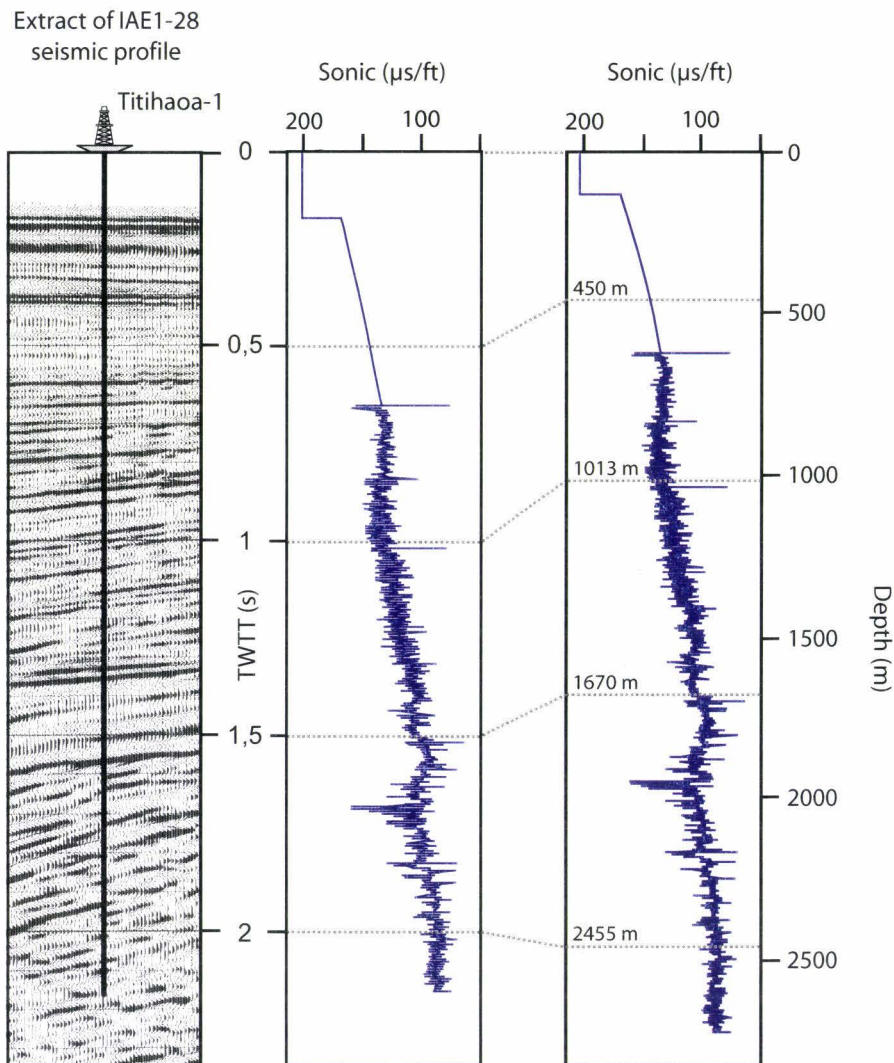 Extract of IAE1-28
seismic profile
Titihaoa-1
Sonic (µs/ft)
200 100
0
0,5
1
1,5
2
TWTT (s)
Sonic (µs/ft)
200 100
450 m
1013 m
1670 m
2455 m
0
500
1000
1500
2000
2500
Depth (m)